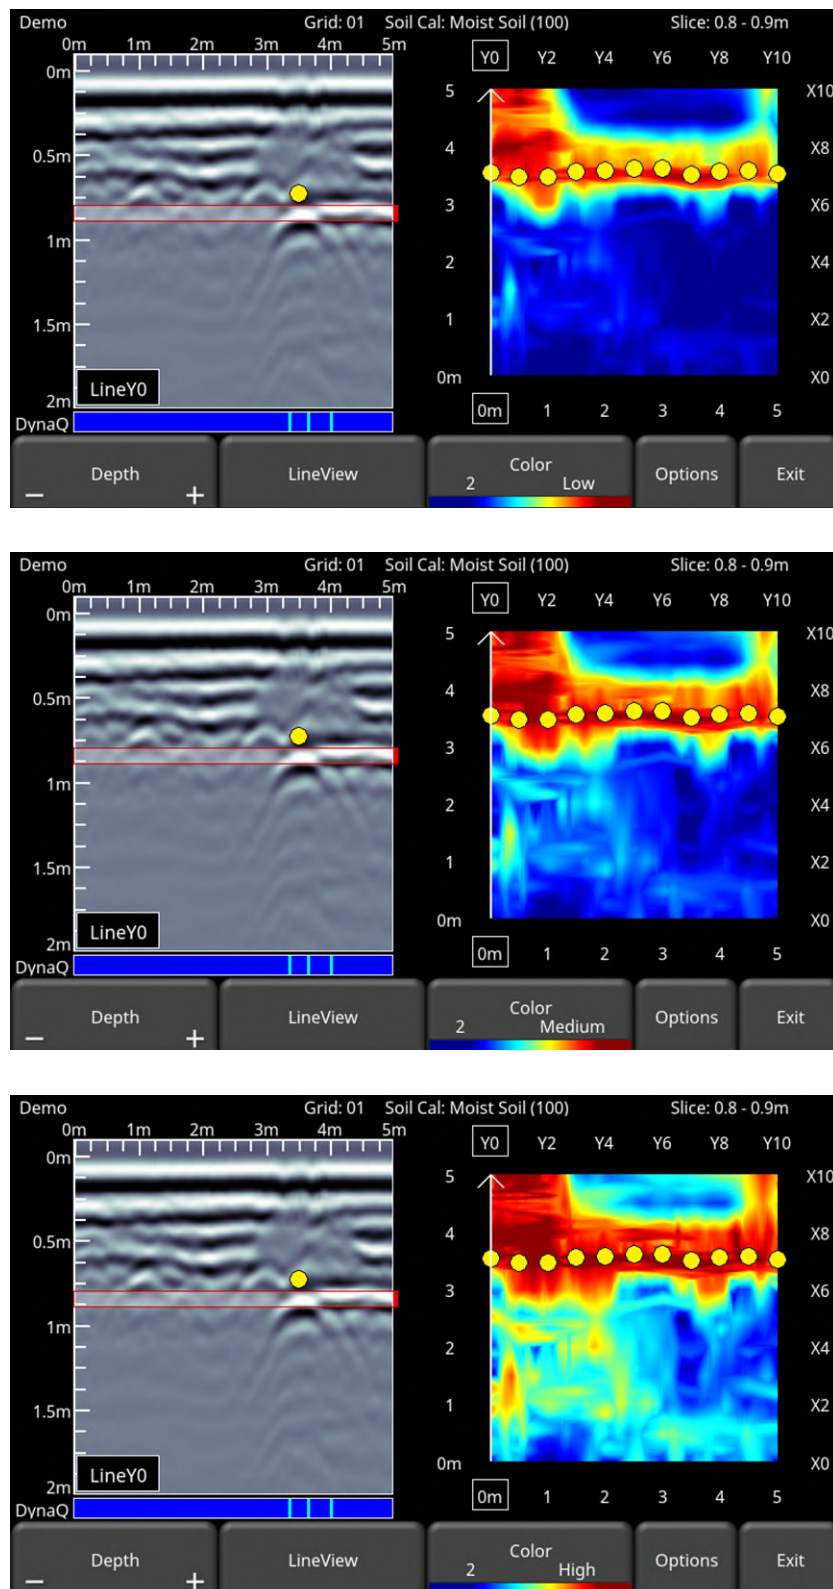 Demo Grid: 01 Soil Cal: Moist Soil (100) Slice: 0.8 - 0.9m
0m 1m 2m 3m 4m 5m Y0 Y2 Y4 Y6 Y8 Y10
0m 5 X10
0.5m 4 X8
3 X6
1m 2 X4
1.5m 1 X2
LineY0 0m X0
2m 0m 1 2 3 4 5
DynaQ
Depth LineView Color Options Exit
– + 2 Low
Demo Grid: 01 Soil Cal: Moist Soil (100) Slice: 0.8 - 0.9m
0m 1m 2m 3m 4m 5m Y0 Y2 Y4 Y6 Y8 Y10
0m 5 X10
0.5m 4 X8
3 X6
1m 2 X4
1.5m 1 X2
LineY0 0m X0
2m 0m 1 2 3 4 5
DynaQ
Depth LineView Color Options Exit
– + 2 Medium
Demo Grid: 01 Soil Cal: Moist Soil (100) Slice: 0.8 - 0.9m
0m 1m 2m 3m 4m 5m Y0 Y2 Y4 Y6 Y8 Y10
0m 5 X10
0.5m 4 X8
3 X6
1m 2 X4
1.5m 1 X2
LineY0 0m X0
2m 0m 1 2 3 4 5
DynaQ
Depth LineView Color Options Exit
– + 2 High